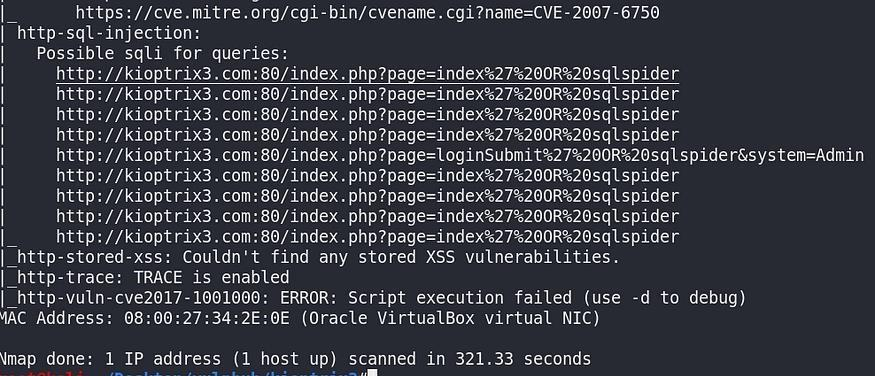 |_      https://cve.mitre.org/cgi-bin/cvename.cgi?name=CVE-2007-6750
| http-sql-injection:
|   Possible sqli for queries:
|     http://kioptrix3.com:80/index.php?page=index%27%20OR%20sqlspider
|     http://kioptrix3.com:80/index.php?page=index%27%20OR%20sqlspider
|     http://kioptrix3.com:80/index.php?page=index%27%20OR%20sqlspider
|     http://kioptrix3.com:80/index.php?page=index%27%20OR%20sqlspider
|     http://kioptrix3.com:80/index.php?page=loginSubmit%27%20OR%20sqlspider&system=Admin
|     http://kioptrix3.com:80/index.php?page=index%27%20OR%20sqlspider
|     http://kioptrix3.com:80/index.php?page=index%27%20OR%20sqlspider
|     http://kioptrix3.com:80/index.php?page=index%27%20OR%20sqlspider
|_    http://kioptrix3.com:80/index.php?page=index%27%20OR%20sqlspider
|_http-stored-xss: Couldn't find any stored XSS vulnerabilities.
|_http-trace: TRACE is enabled
|_http-vuln-cve2017-1001000: ERROR: Script execution failed (use -d to debug)
MAC Address: 08:00:27:34:2E:0E (Oracle VirtualBox virtual NIC)
Nmap done: 1 IP address (1 host up) scanned in 321.33 seconds